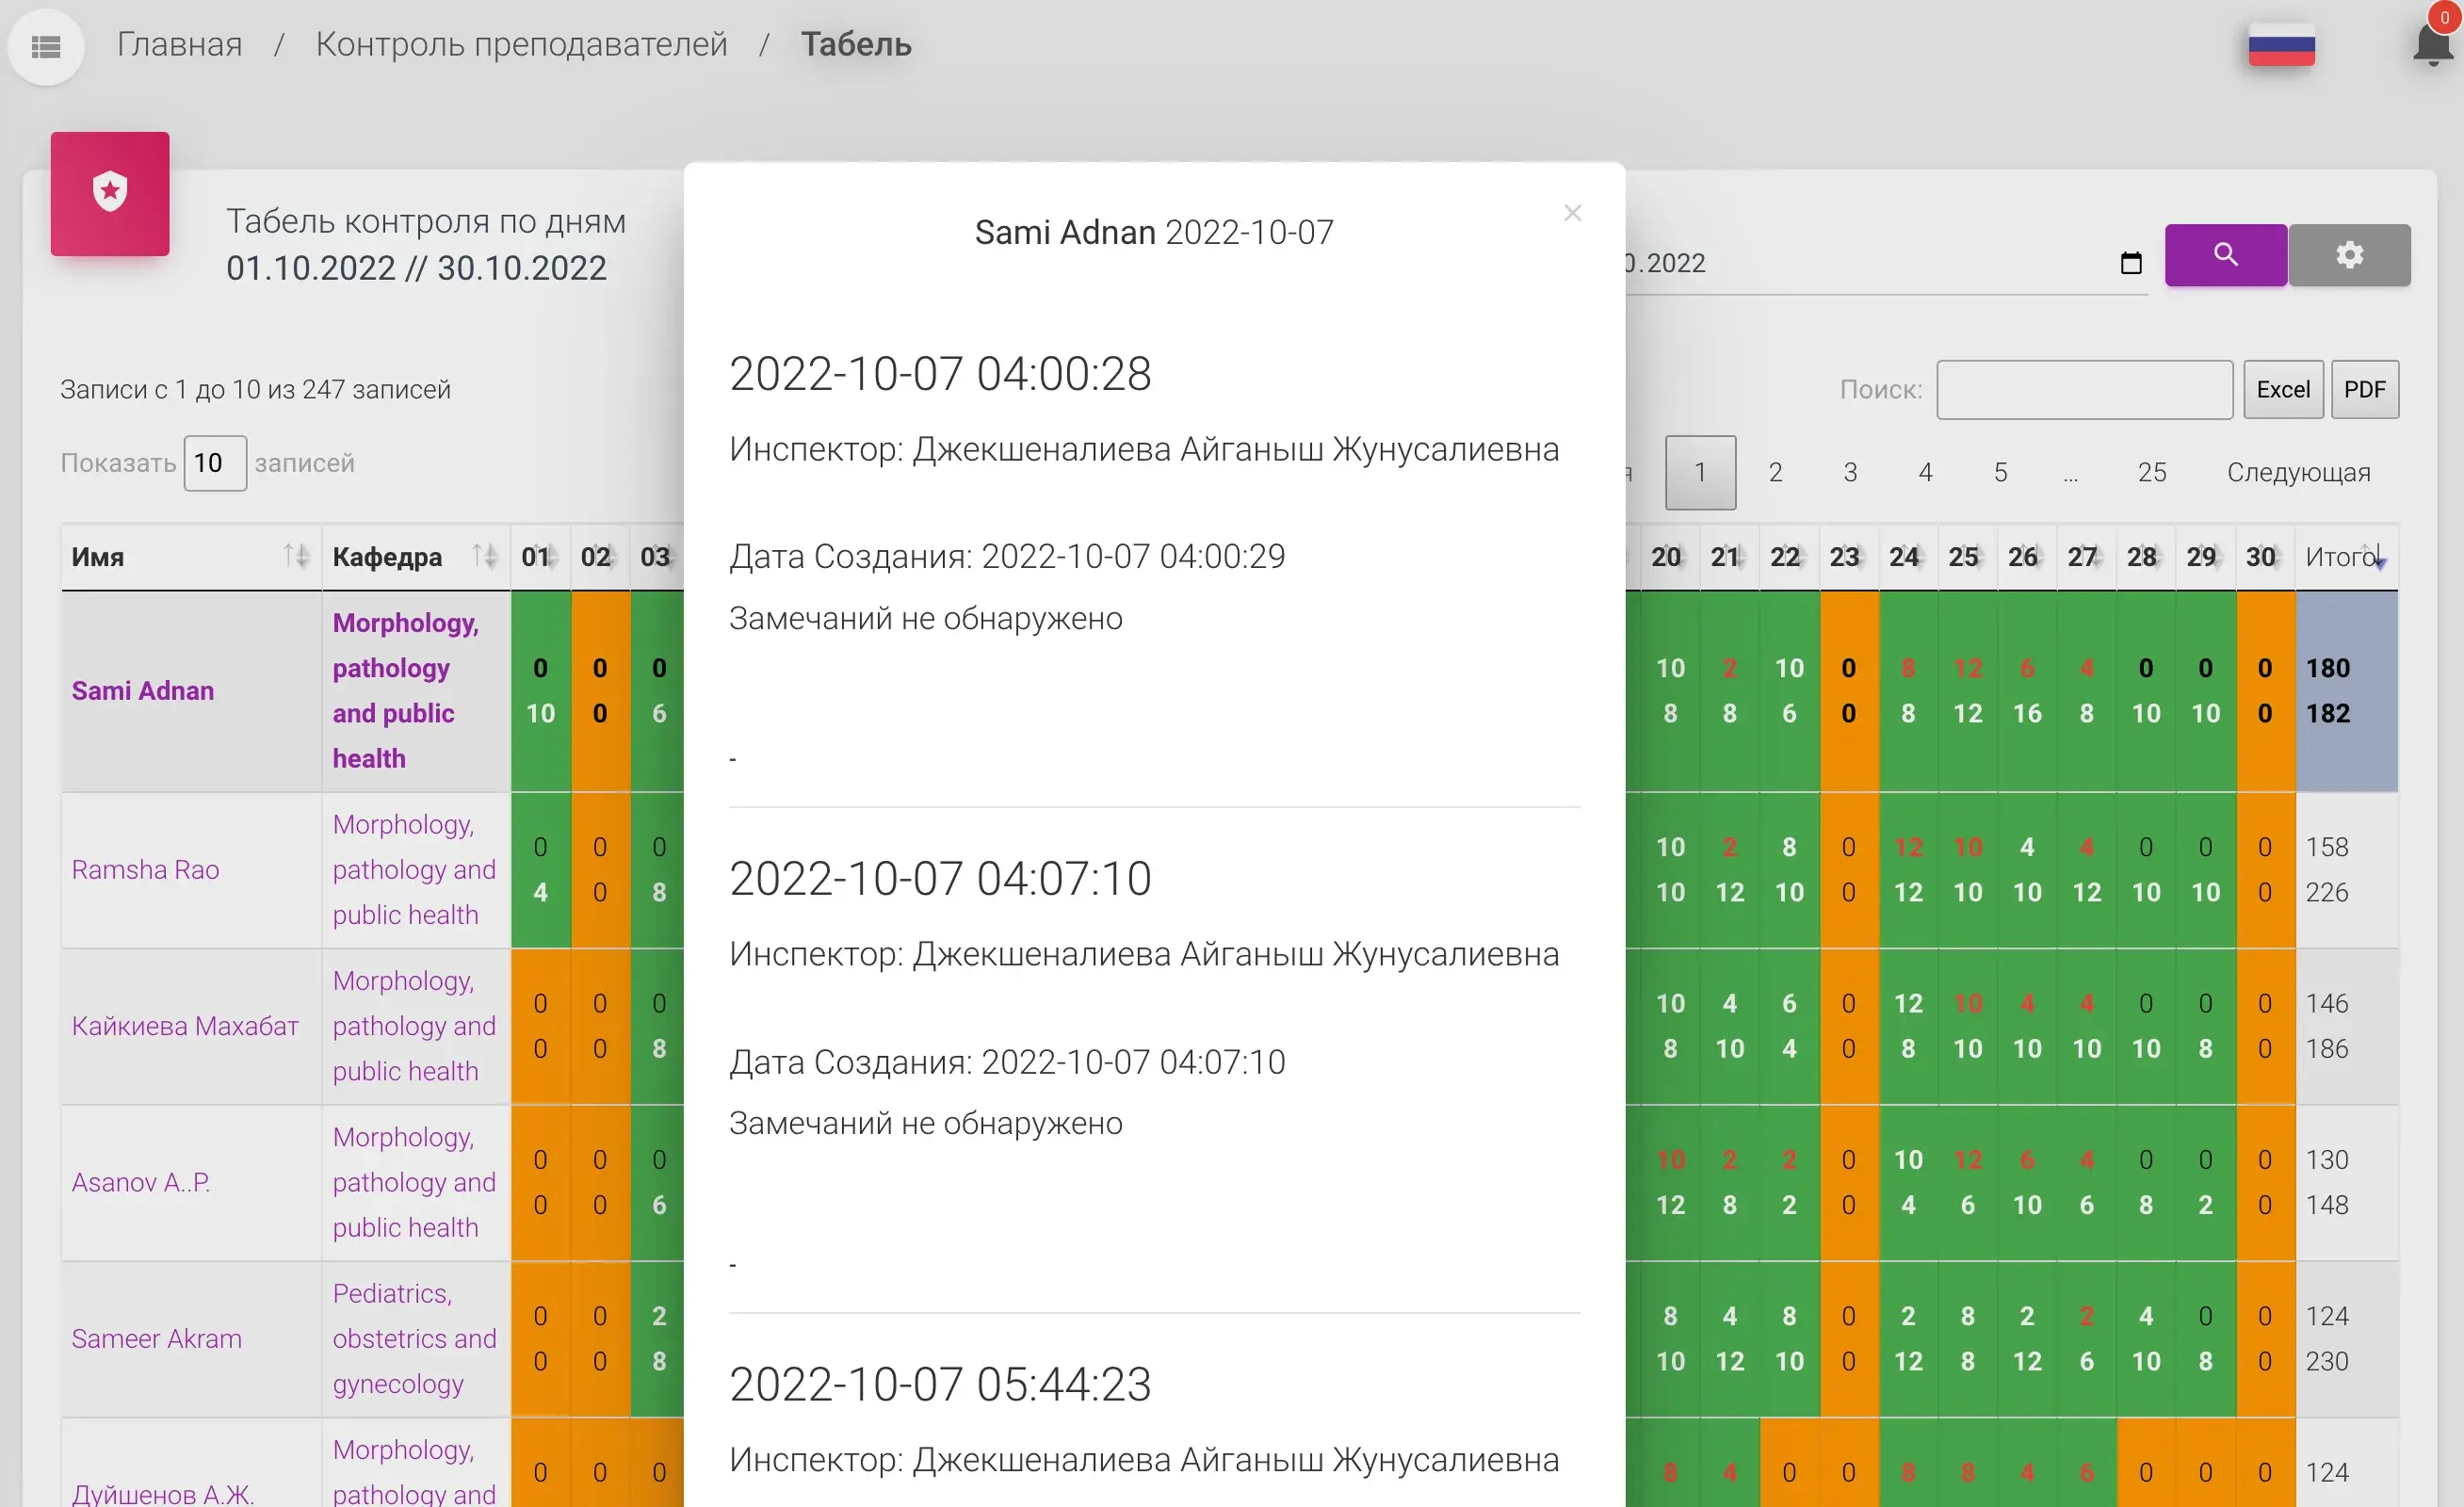 Главная / Контроль преподавателей / Табель
0
Табель контроля по дням
01.10.2022 // 30.10.2022
0.2022
Записи с 1 до 10 из 247 записей
Показать 10 записей
Поиск: Excel PDF
1 2 3 4 5 ... 25 Следующая
Имя Кафедра 01 02 03 20 21 22 23 24 25 26 27 28 29 30 Итого
Sami Adnan
Morphology,
pathology
and public
health
0 0 0 10 2 10 0 8 12 6 4 0 0 0 180
10 0 6 8 8 6 0 8 12 16 8 10 10 0 182
Ramsha Rao
Morphology,
pathology and
public health
0 0 0 10 2 8 0 12 10 4 4 0 0 0 158
4 0 8 10 12 10 0 12 10 10 12 10 10 0 226
Кайкиева Махабат
Morphology,
pathology and
public health
0 0 0 10 4 6 0 12 10 4 4 0 0 0 146
0 0 8 8 10 4 0 8 10 10 10 10 8 0 186
Asanov A..P.
Morphology,
pathology and
public health
0 0 0 10 2 2 0 10 12 6 4 0 0 0 130
0 0 6 12 8 2 0 4 6 10 6 8 2 0 148
Sameer Akram
Pediatrics,
obstetrics and
gynecology
0 0 2 8 4 8 0 2 8 2 2 4 0 0 124
0 0 8 10 12 10 0 12 8 12 6 10 8 0 230
Дуйшенов А.Ж.
Morphology,
pathology and
0 0 0 8 4 0 0 8 8 4 6 0 0 0 124
Sami Adnan 2022-10-07
×
2022-10-07 04:00:28
Инспектор: Джекшеналиева Айганыш Жунусалиевна
Дата Создания: 2022-10-07 04:00:29
Замечаний не обнаружено
-
2022-10-07 04:07:10
Инспектор: Джекшеналиева Айганыш Жунусалиевна
Дата Создания: 2022-10-07 04:07:10
Замечаний не обнаружено
-
2022-10-07 05:44:23
Инспектор: Джекшеналиева Айганыш Жунусалиевна